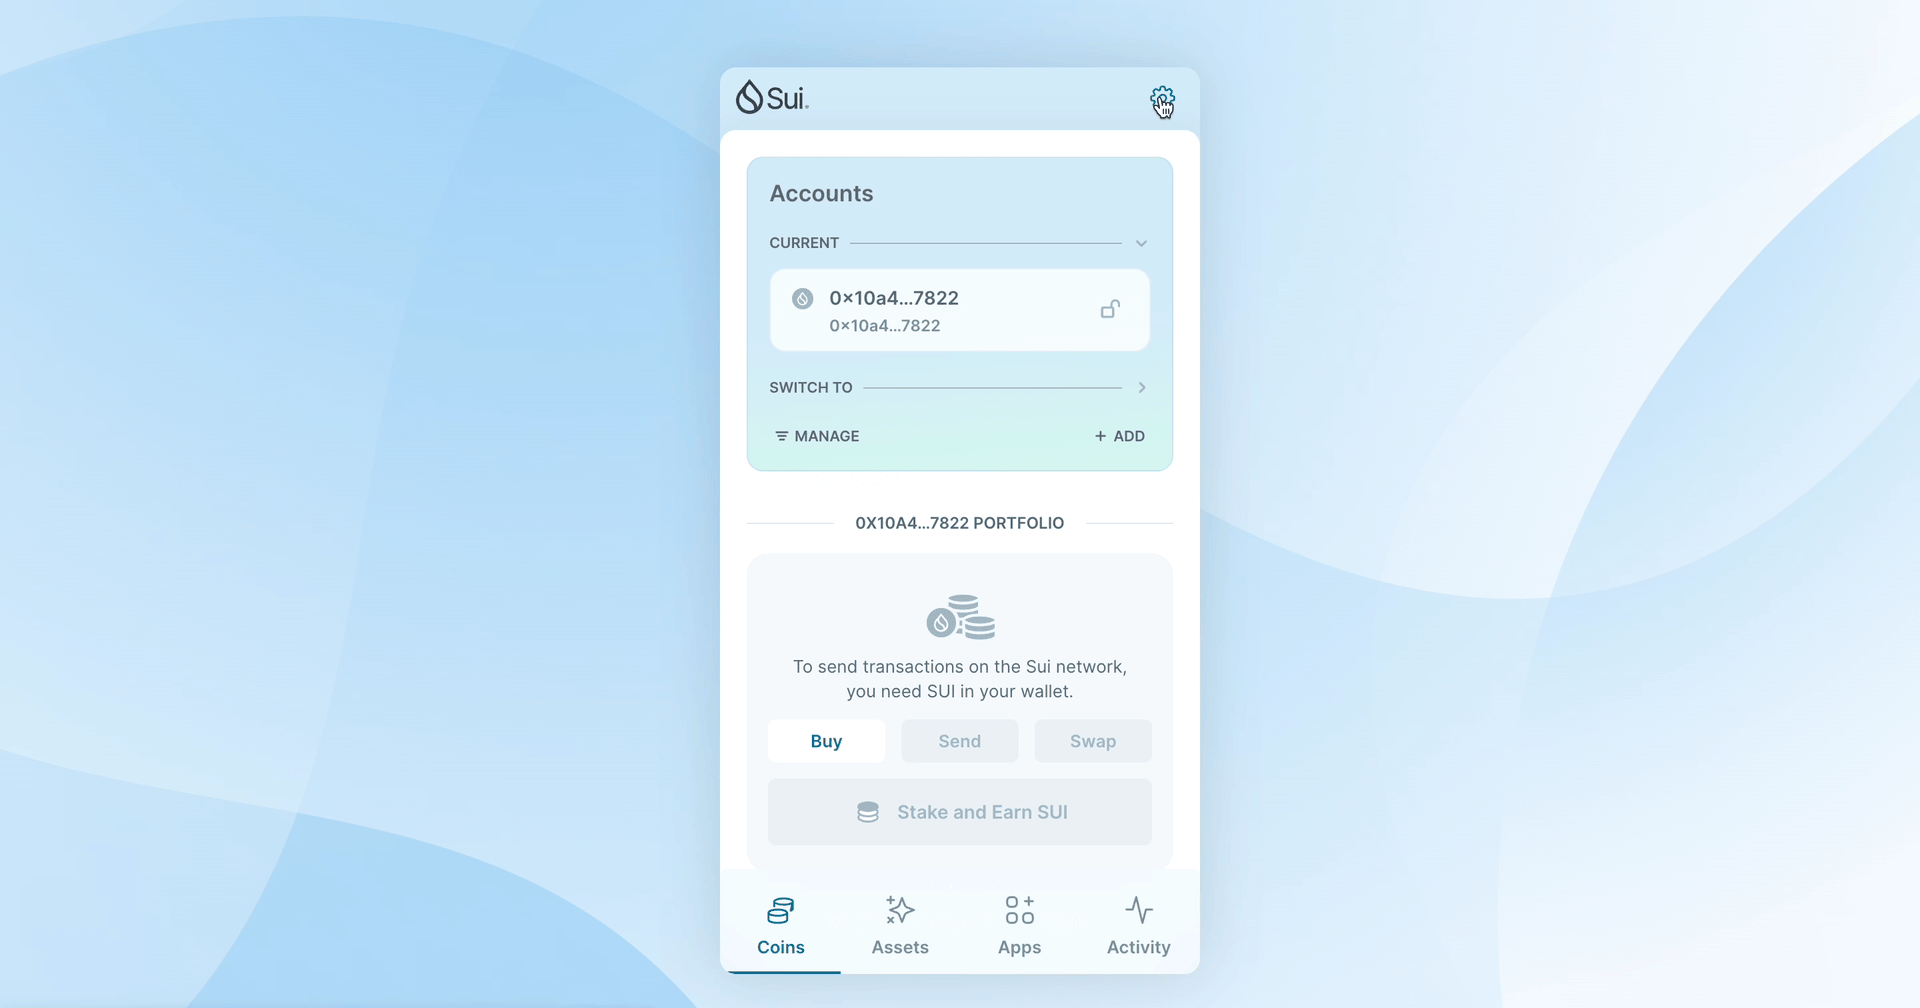 Sui
Accounts
CURRENT
0×10a4...7822
0×10a4...7822
SWITCH TO
MANAGE
+ ADD
0X10A4...7822 PORTFOLIO
To send transactions on the Sui network,
you need SUI in your wallet.
Buy
Send
Swap
Stake and Earn SUI
Coins
Assets
Apps
Activity